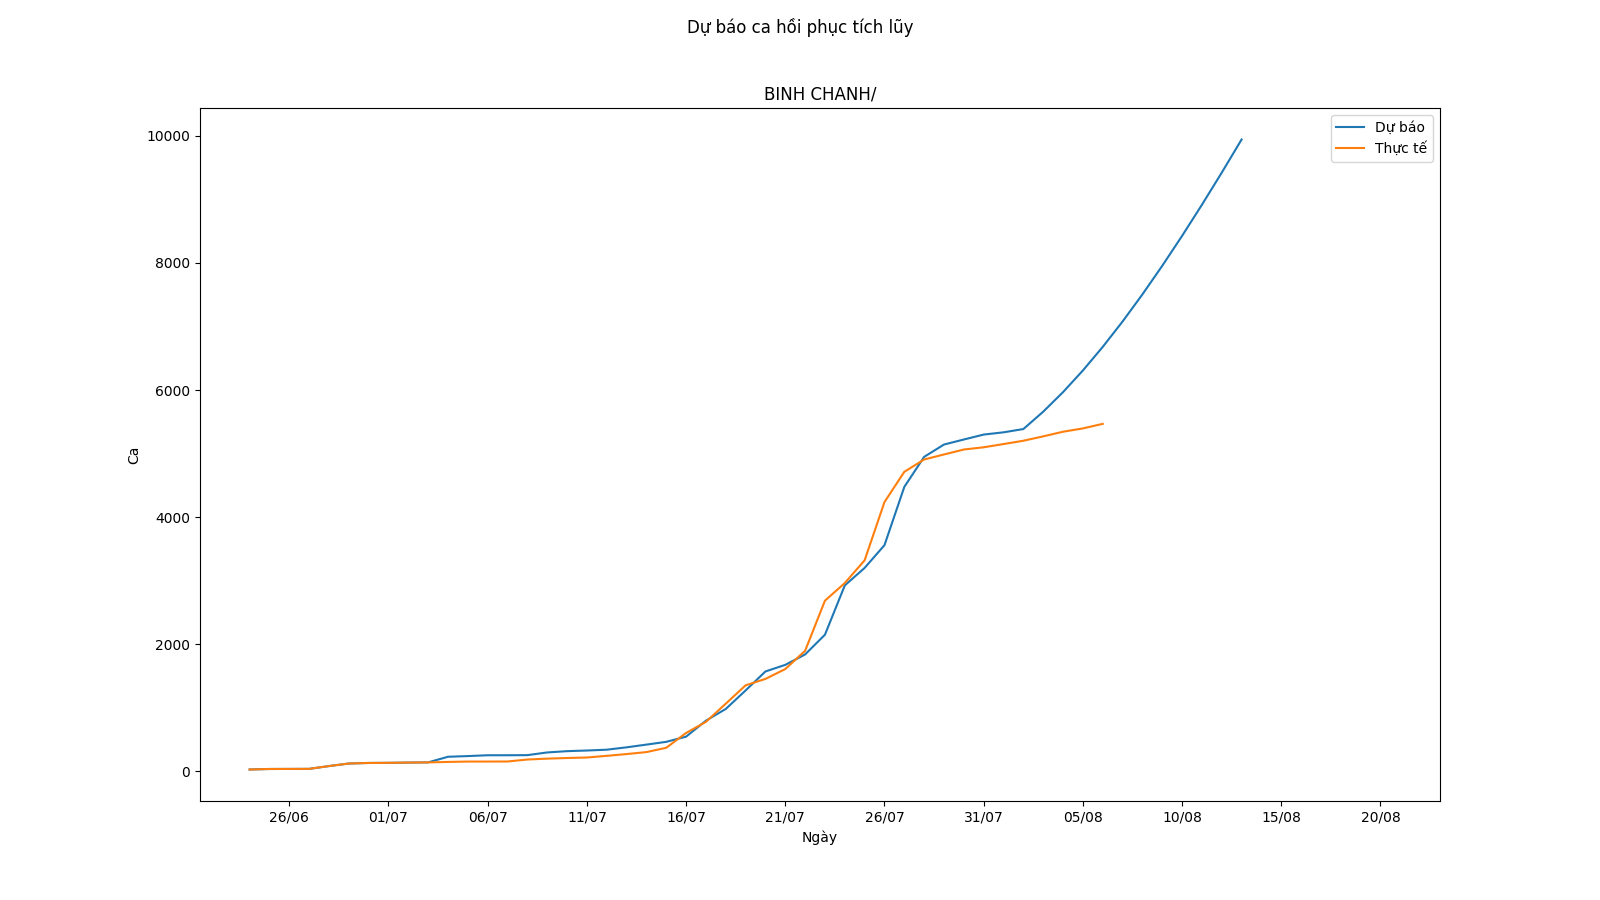 Dự báo ca hồi phục tích lũy
BINH CHANH/
Dự báo
Thực tế
10000
8000
6000
4000
2000
0
Ca
26/06 01/07 06/07 11/07 16/07 21/07 26/07 31/07 05/08 10/08 15/08 20/08
Ngày